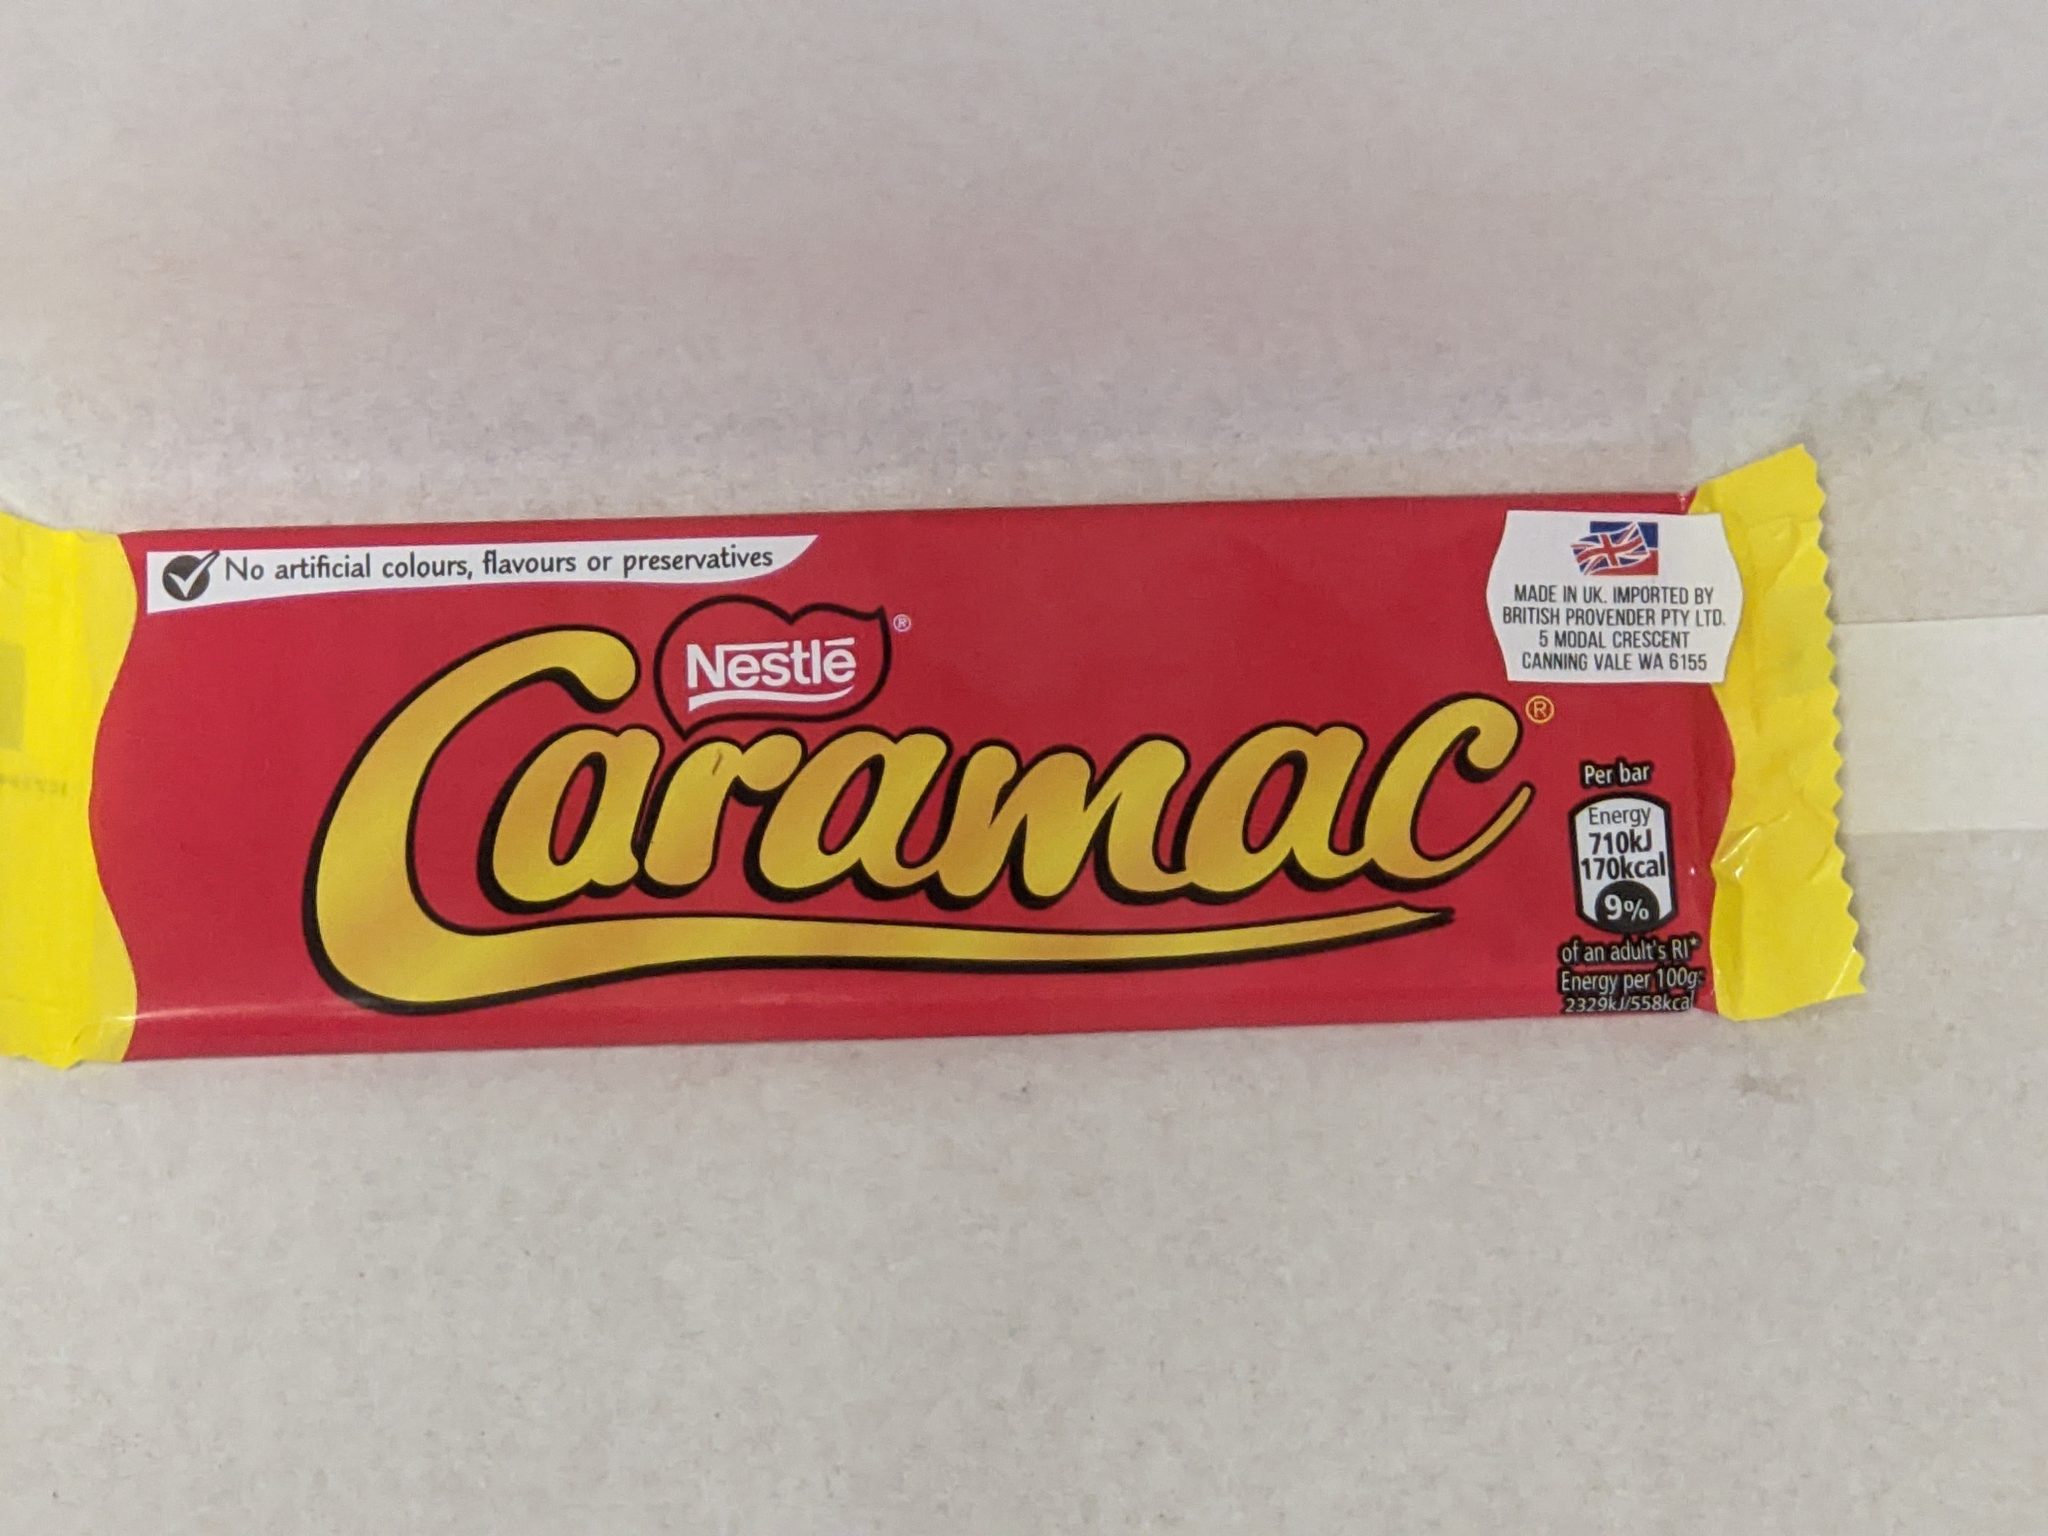 No artificial colours, flavours or preservatives
Nestlé ®
Caramac ®
MADE IN UK. IMPORTED BY
BRITISH PROVENDER PTY LTD.
5 MODAL CRESCENT
CANNING VALE WA 6155
Per bar
Energy
710kJ
170kcal
9%
of an adult's RI*
Energy per 100g:
2329kJ/558kcal